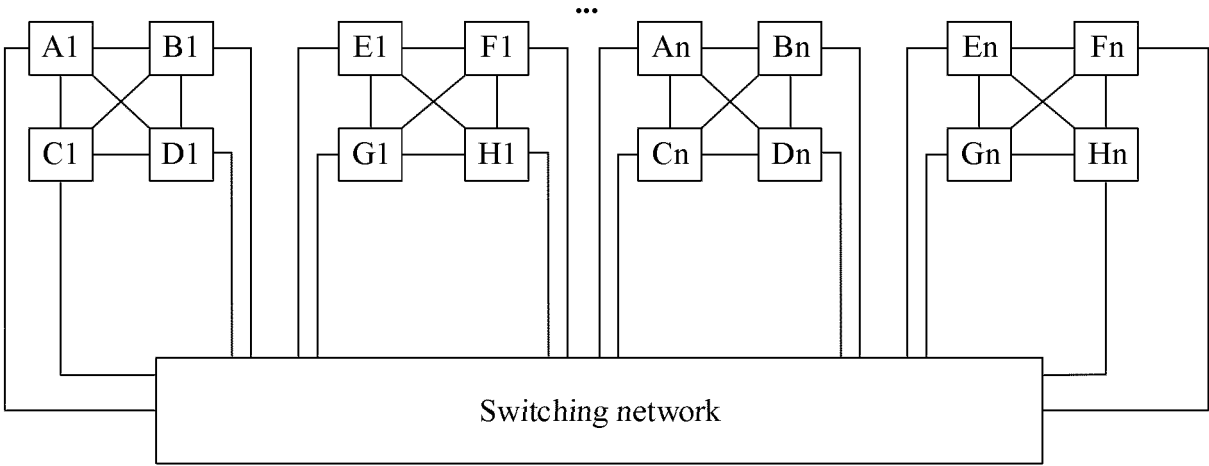 ...
A1 B1 E1 F1 An Bn En Fn
C1 D1 G1 H1 Cn Dn Gn Hn
Switching network